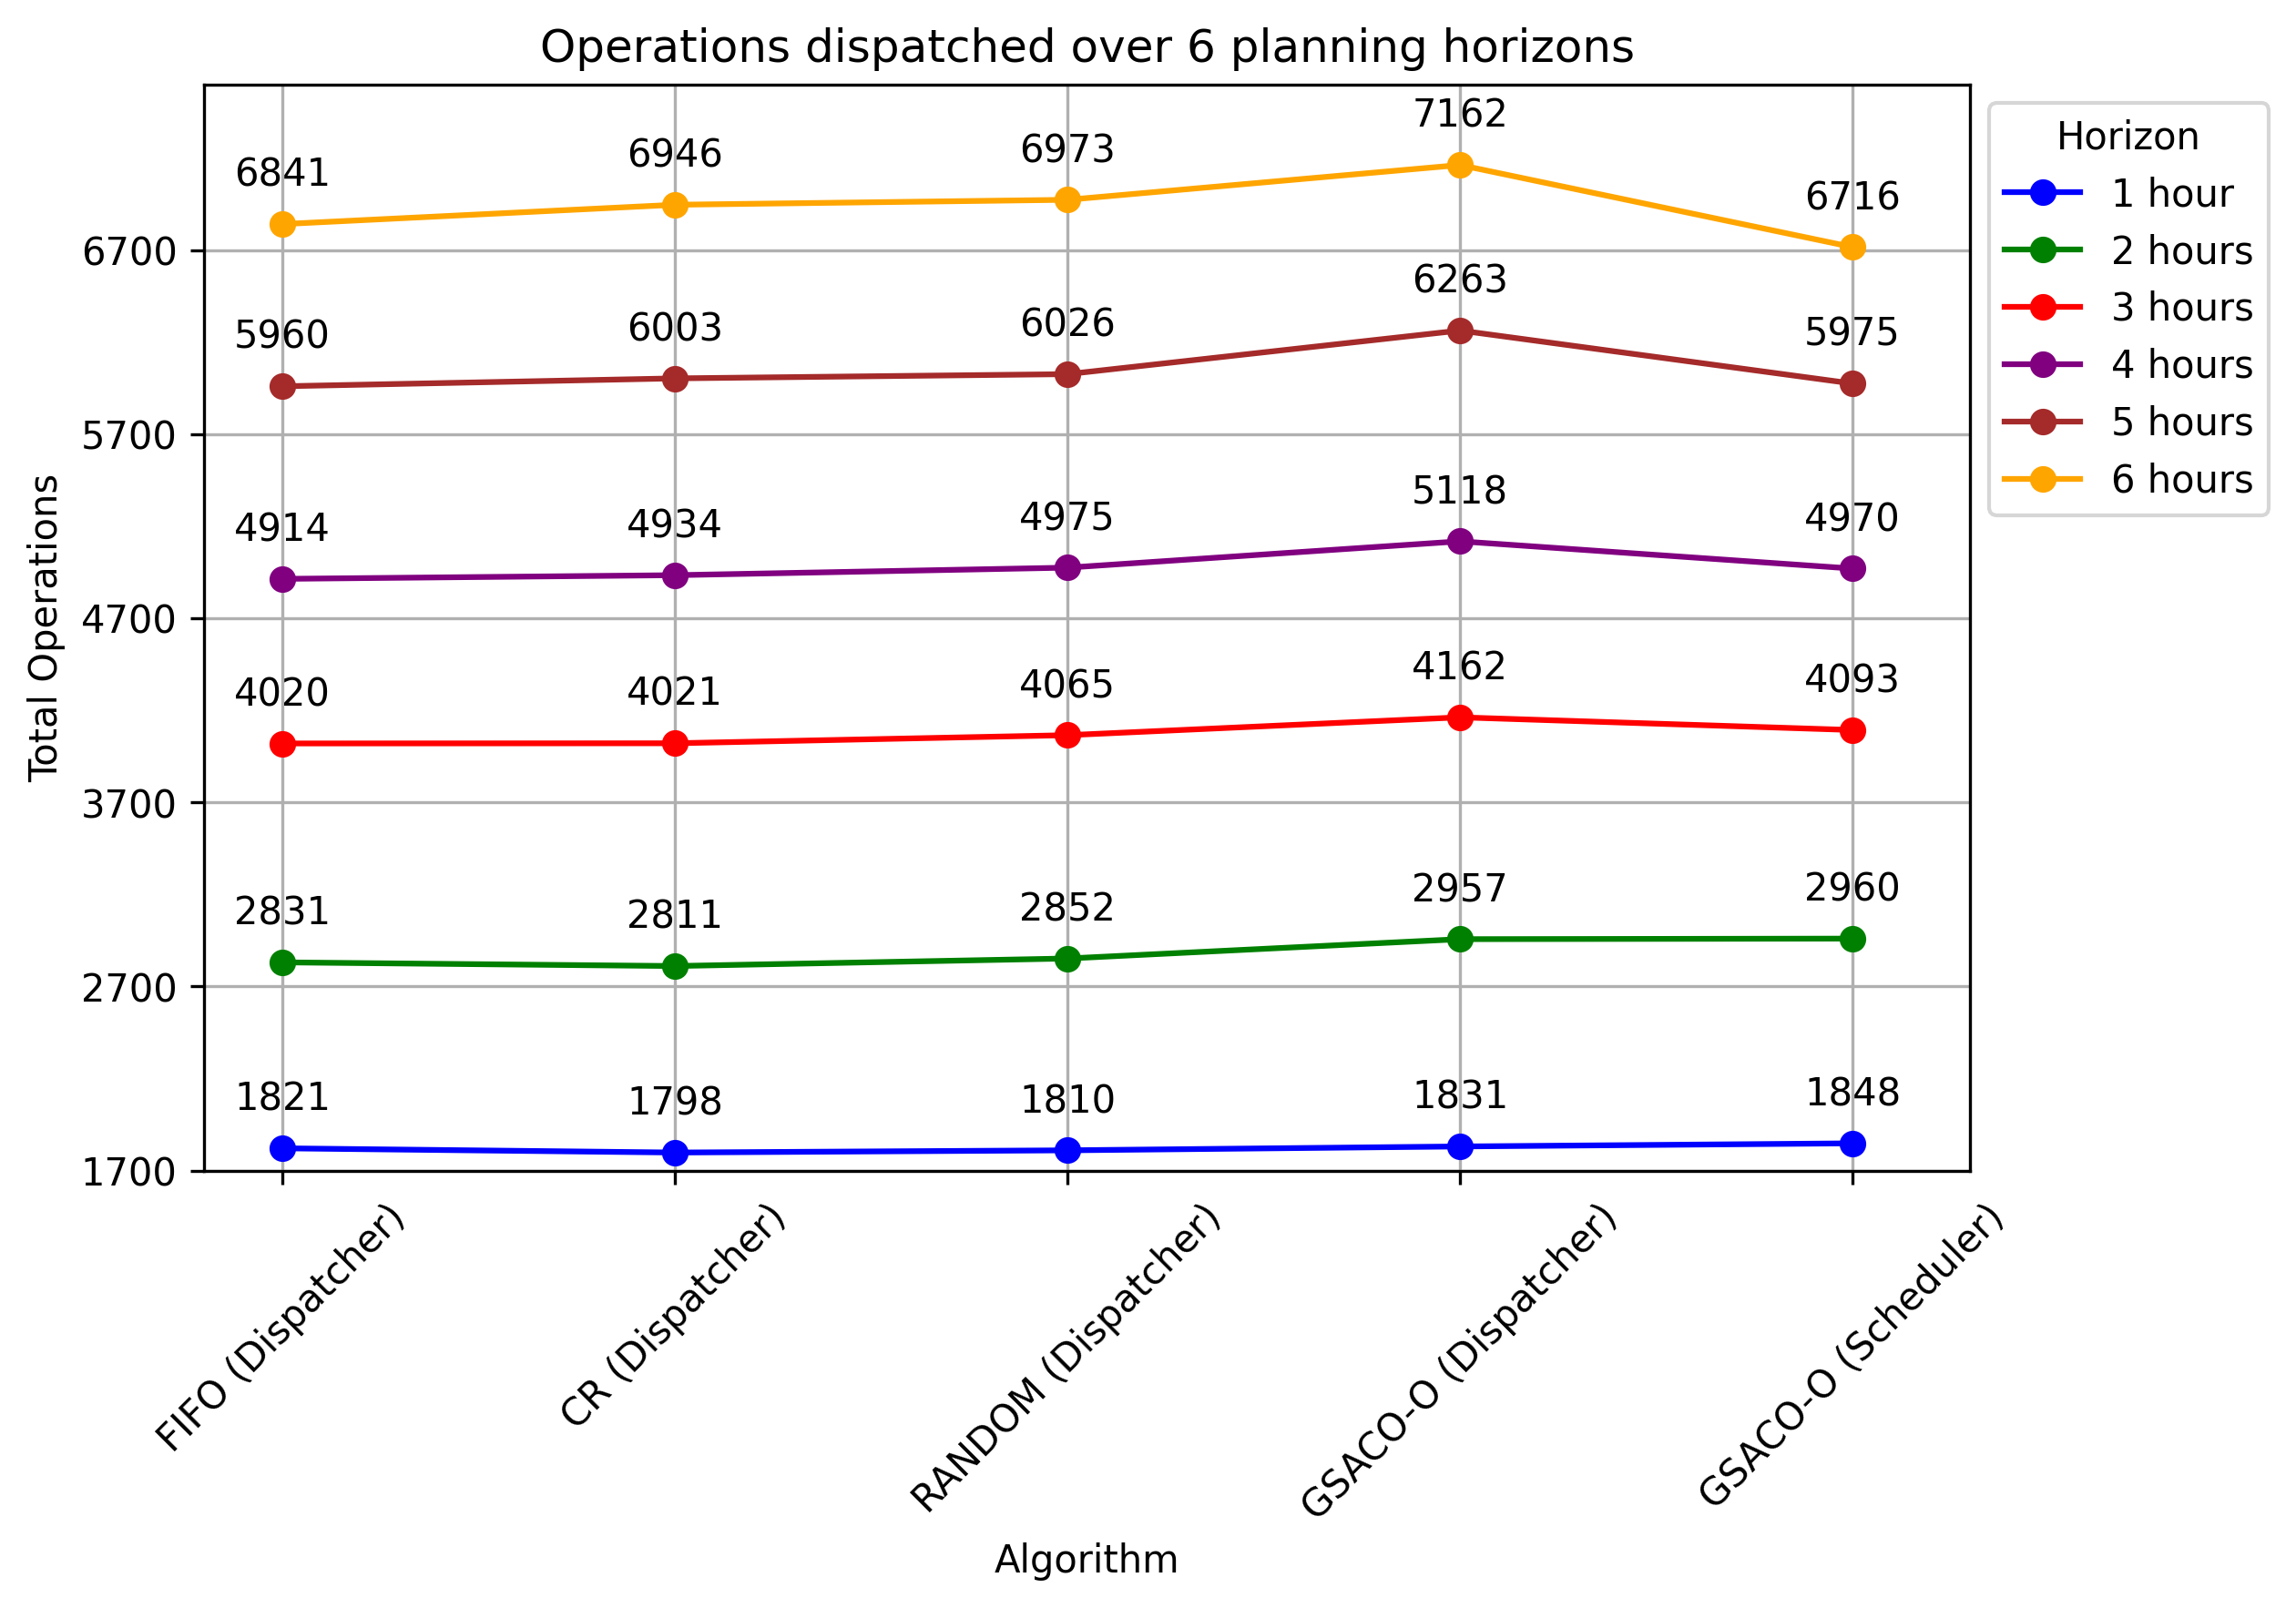 Operations dispatched over 6 planning horizons
Total Operations
6700
5700
4700
3700
2700
1700
6841 6946 6973 7162 6716
5960 6003 6026 6263 5975
4914 4934 4975 5118 4970
4020 4021 4065 4162 4093
2831 2811 2852 2957 2960
1821 1798 1810 1831 1848
FIFO (Dispatcher)
CR (Dispatcher)
RANDOM (Dispatcher)
GSACO-O (Dispatcher)
GSACO-O (Scheduler)
Algorithm
Horizon
1 hour
2 hours
3 hours
4 hours
5 hours
6 hours